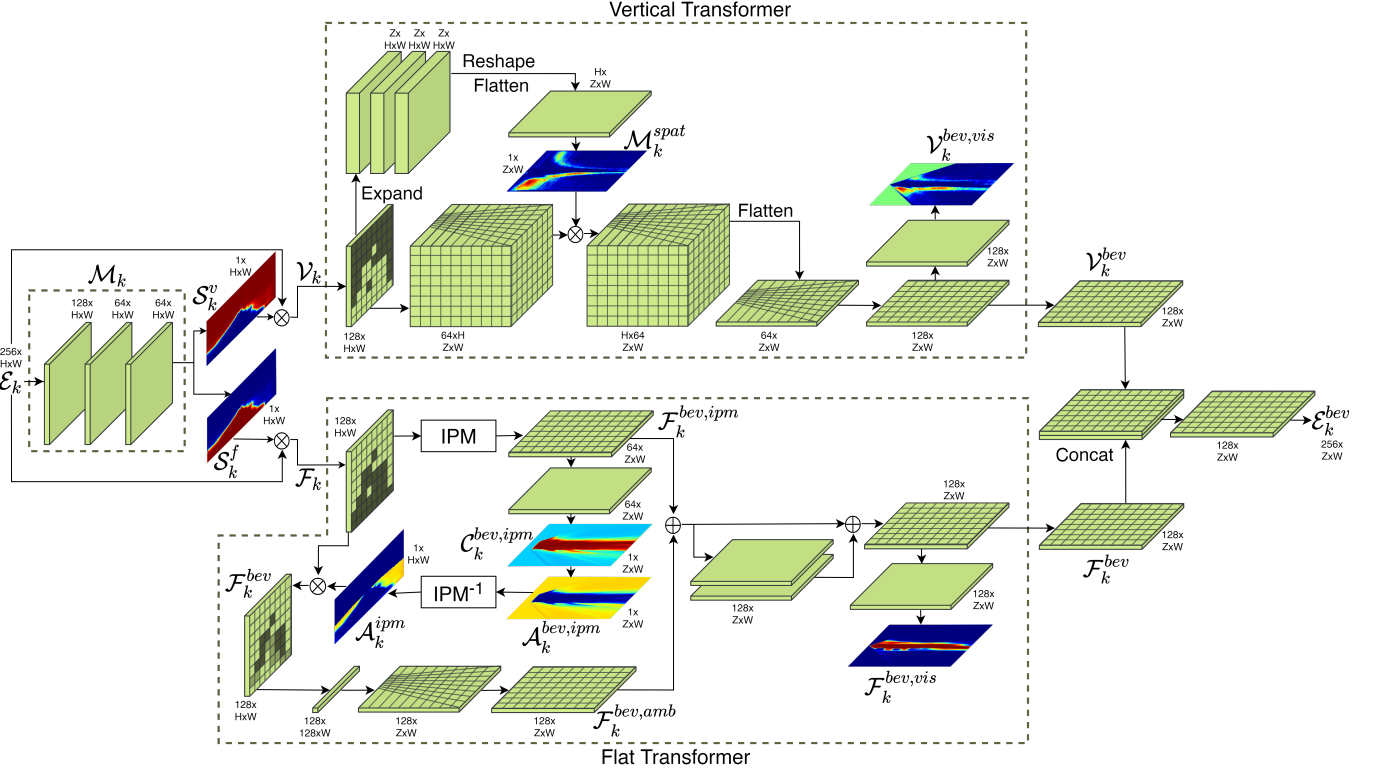 Vertical Transformer
Zx Zx Zx
HxW HxW HxW
Reshape
Flatten
Hx
ZxW
1x
ZxW
M_k^{spat}
V_k^{bev,vis}
Expand
Flatten
128x
ZxW
128x
HxW
64xH
ZxW
Hx64
ZxW
64x
ZxW
128x
ZxW
V_k^{bev}
128x
ZxW
M_k
128x 64x 64x
HxW HxW HxW
256x
HxW
E_k
1x
HxW
S_k^v
V_k
1x
HxW
S_k^f
F_k
Concat
128x
ZxW
E_k^{bev}
256x
ZxW
128x
HxW
IPM
F_k^{bev,ipm}
64x
ZxW
64x
ZxW
C_k^{bev,ipm}
1x
ZxW
1x
HxW
A_k^{ipm}
IPM-1
A_k^{bev,ipm}
1x
ZxW
F_k^{bev}
128x
HxW
128x
128xW
128x
ZxW
128x
ZxW
F_k^{bev,amb}
128x
ZxW
128x
ZxW
128x
ZxW
F_k^{bev,vis}
128x
ZxW
F_k^{bev}
Flat Transformer